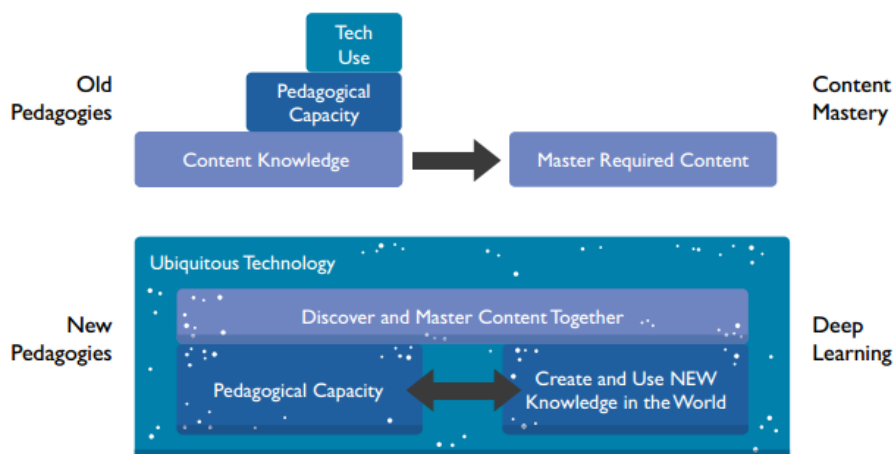 Tech
Use
Old
Pedagogies
Pedagogical
Capacity
Content
Mastery
Content Knowledge
Master Required Content
Ubiquitous Technology
Discover and Master Content Together
New
Pedagogies
Deep
Learning
Pedagogical Capacity
Create and Use NEW
Knowledge in the World